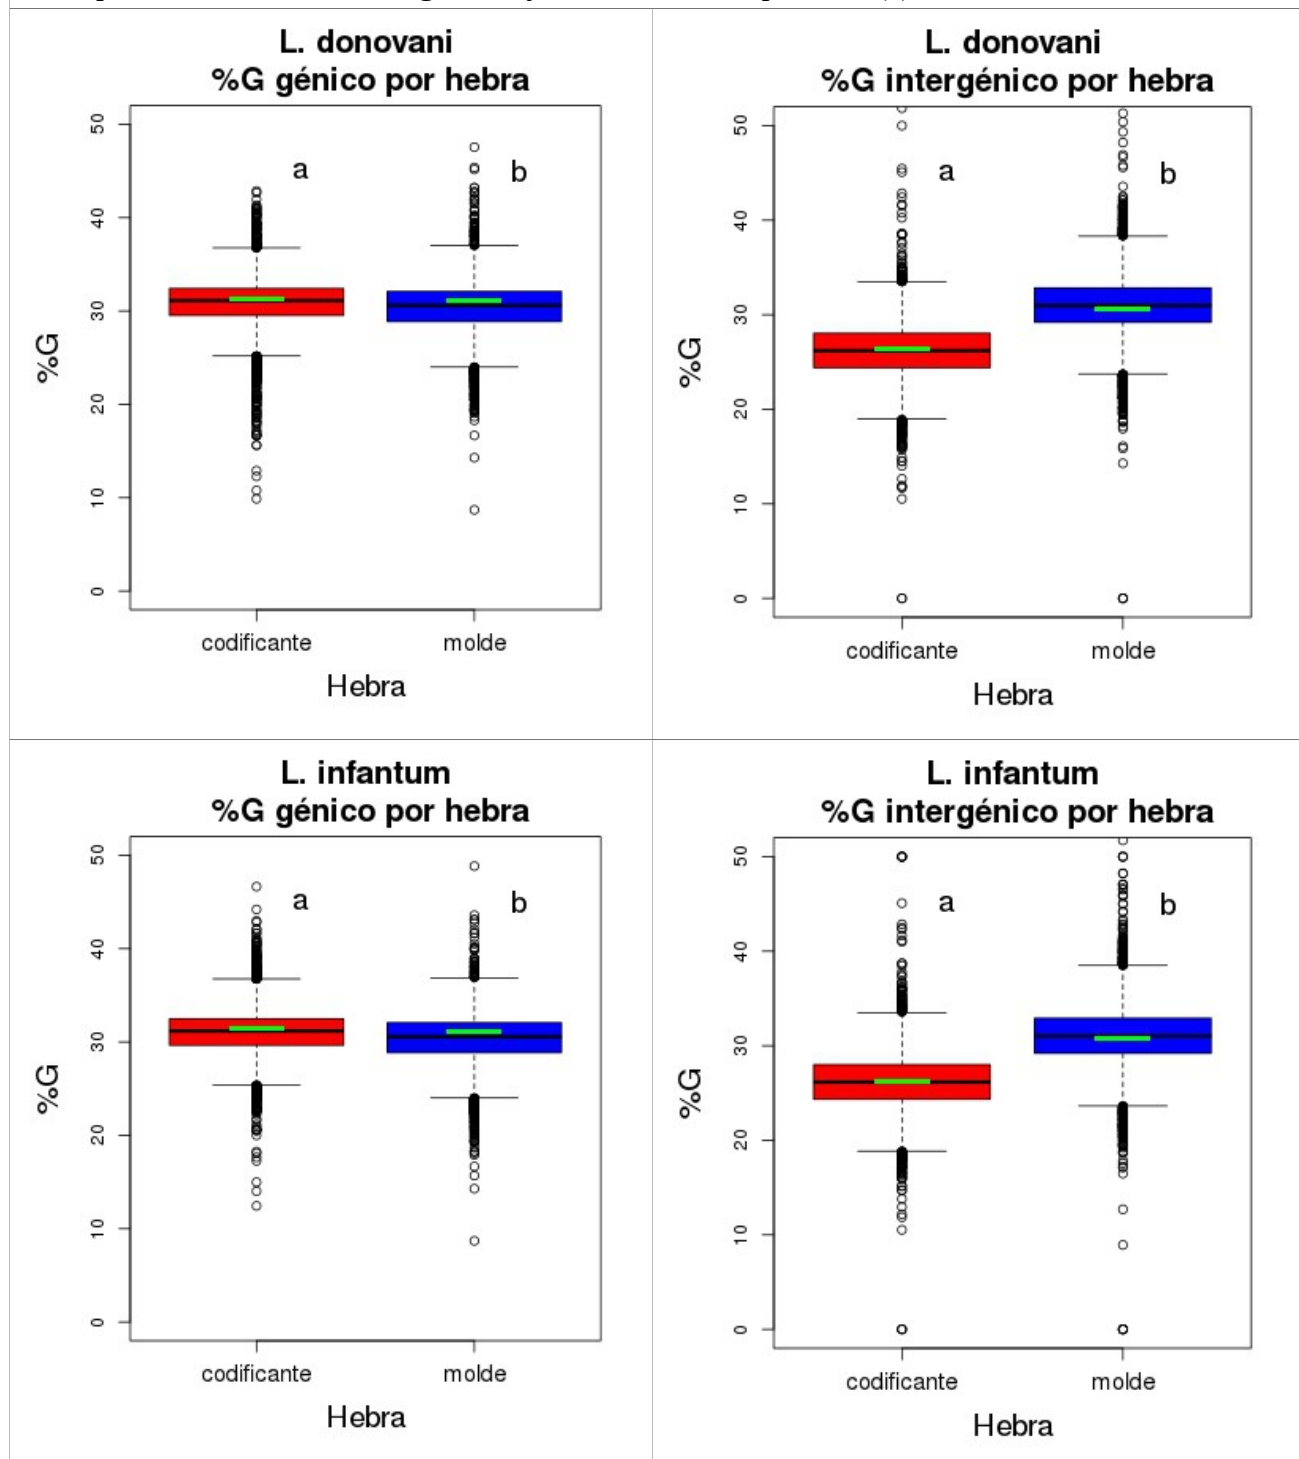 L. donovani
%G génico por hebra
a
b
50
40
30
20
10
0
%G
codificante
molde
Hebra
L. donovani
%G intergénico por hebra
a
b
50
40
30
20
10
0
%G
codificante
molde
Hebra
L. infantum
%G génico por hebra
a
b
50
40
30
20
10
0
%G
codificante
molde
Hebra
L. infantum
%G intergénico por hebra
a
b
50
40
30
20
10
0
%G
codificante
molde
Hebra